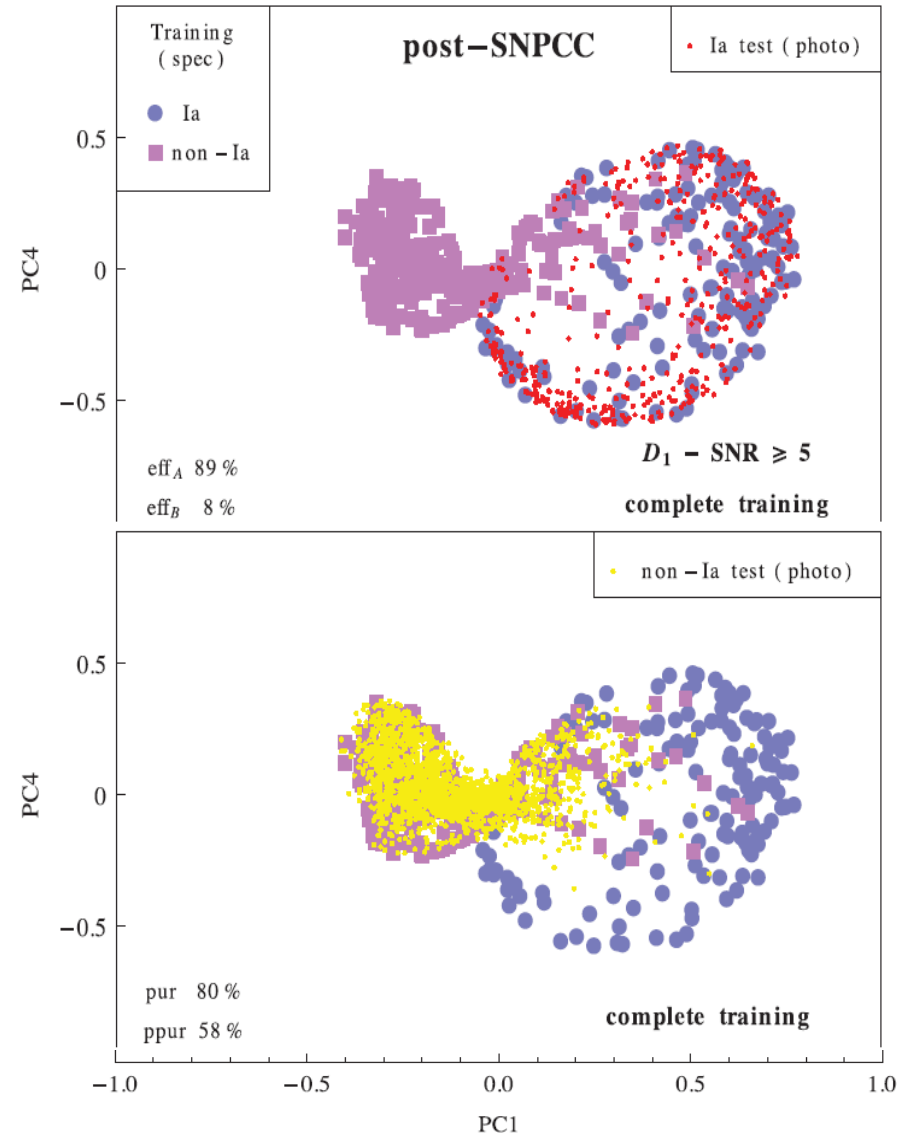 Training
( spec )
Ia
non −Ia
post−SNPCC
Ia test ( photo )
0.5
0
−0.5
PC4
eff_A 89 %
eff_B 8 %
D_1 − SNR ⩾ 5
complete training
non −Ia test ( photo )
0.5
0
−0.5
PC4
pur 80 %
ppur 58 %
complete training
−1.0 −0.5 0.0 0.5 1.0
PC1